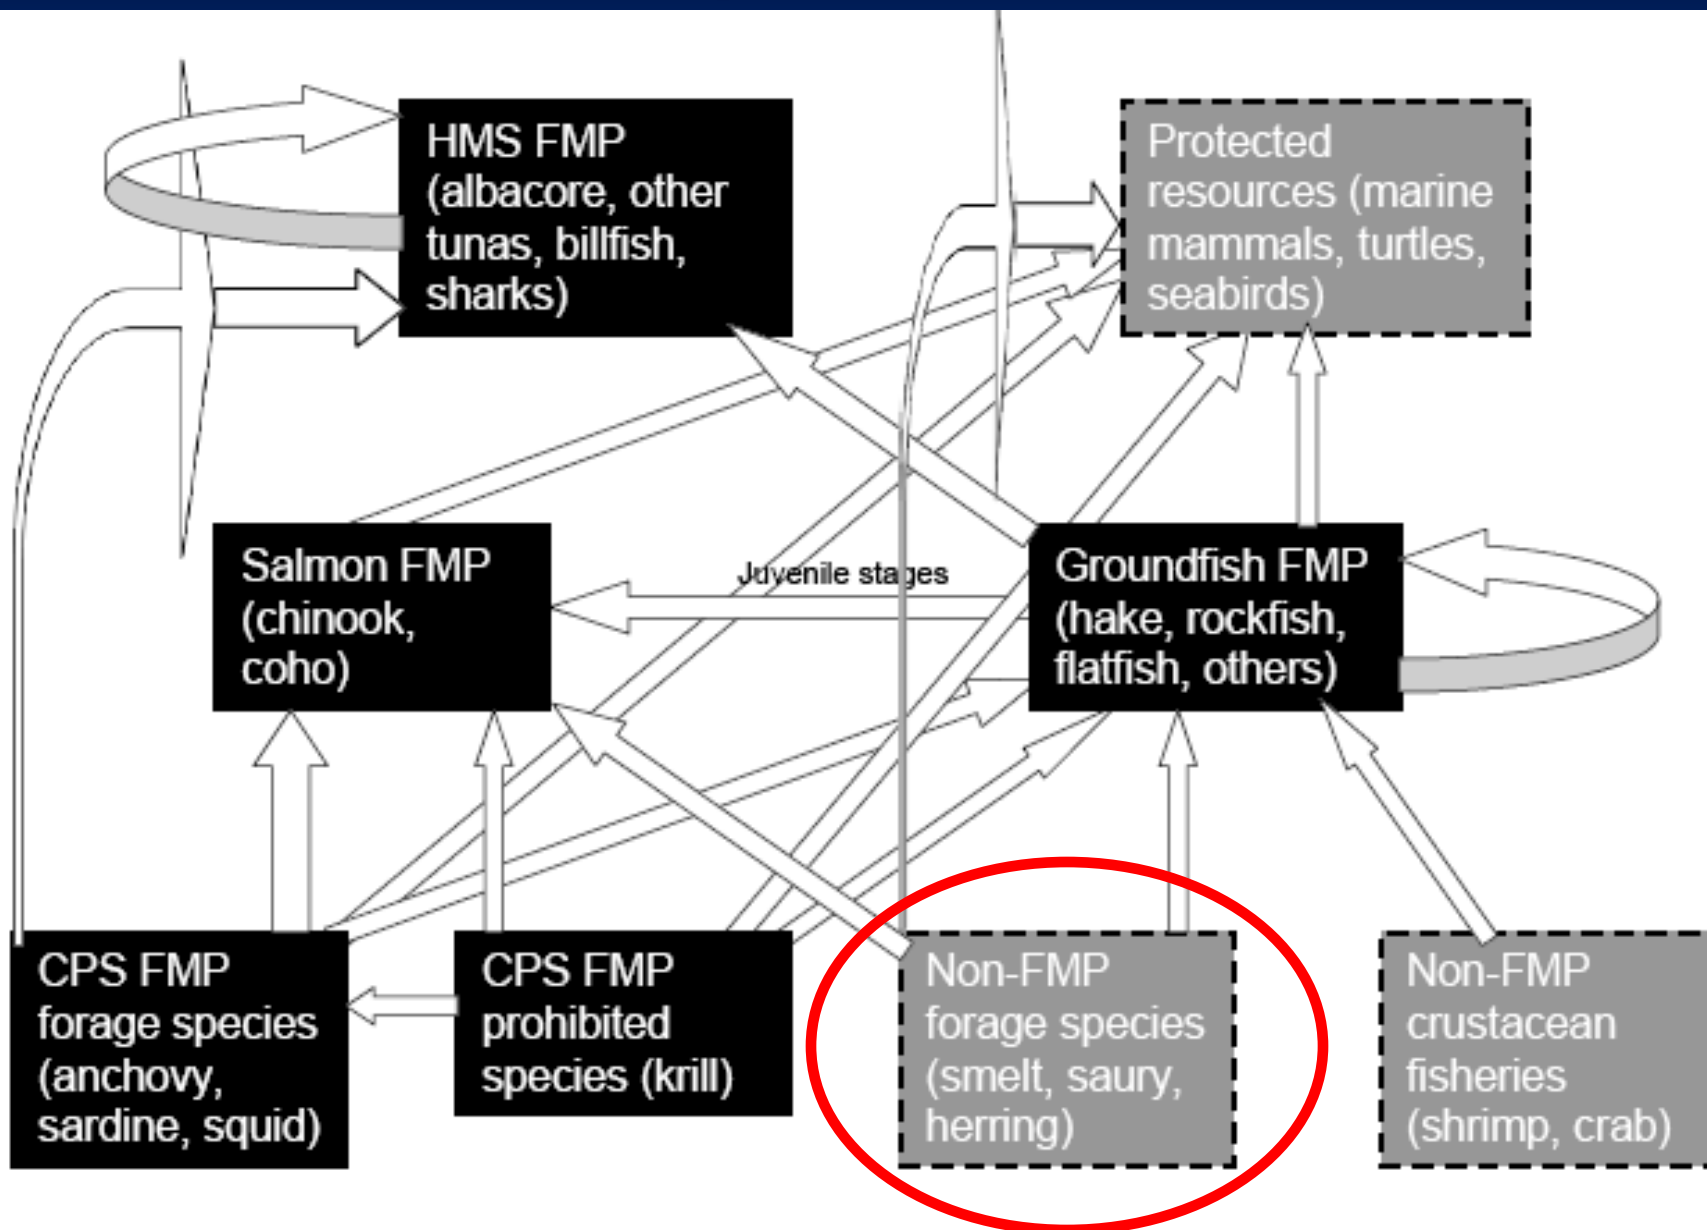 HMS FMP
(albacore, other
tunas, billfish,
sharks)
Protected
resources (marine
mammals, turtles,
seabirds)
Salmon FMP
(chinook,
coho)
Juvenile stages
Groundfish FMP
(hake, rockfish,
flatfish, others)
CPS FMP
forage species
(anchovy,
sardine, squid)
CPS FMP
prohibited
species (krill)
Non-FMP
forage species
(smelt, saury,
herring)
Non-FMP
crustacean
fisheries
(shrimp, crab)